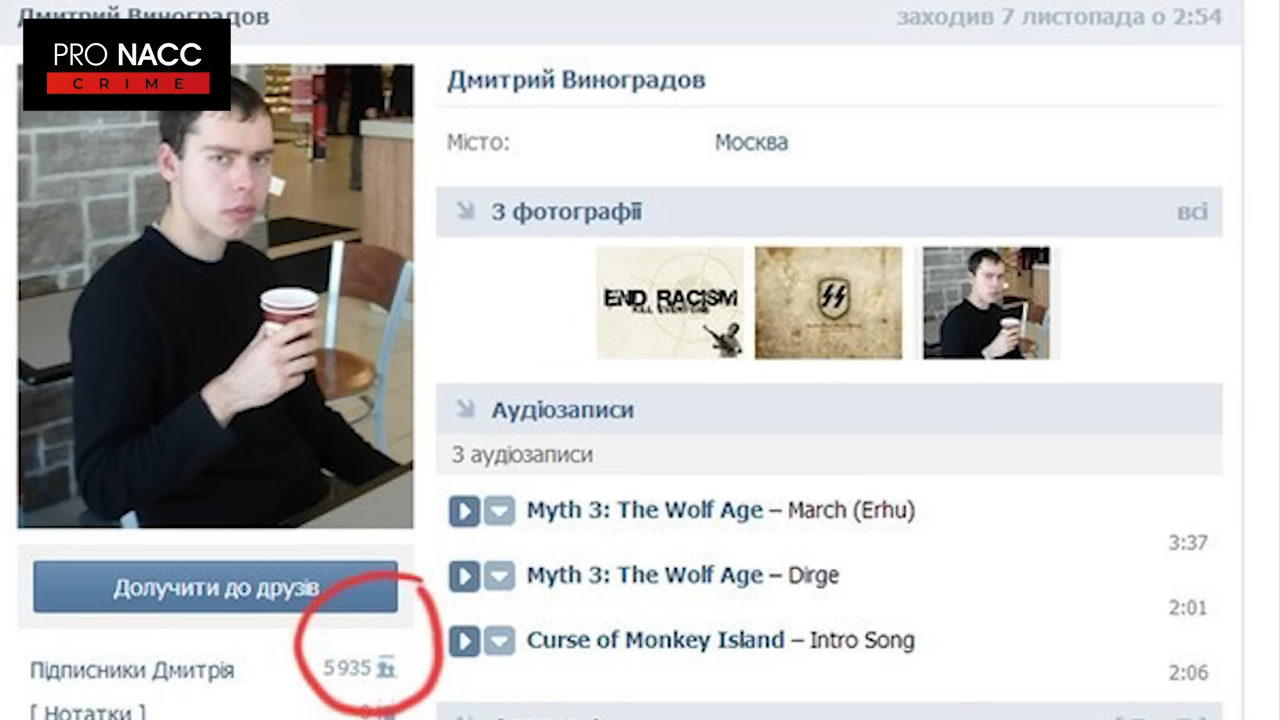 Дмитрий Виноградов
заходив 7 листопада о 2:54
PRO NACC
CRIME
Дмитрий Виноградов
Місто: Москва
3 фотографії всі
END RACISM
KILL EVERYONE
Аудіозаписи
3 аудіозаписи
Myth 3: The Wolf Age – March (Erhu)
3:37
Myth 3: The Wolf Age – Dirge
2:01
Curse of Monkey Island – Intro Song
2:06
Долучити до друзів
Підписники Дмитрія 5935
[ Нотатки ]